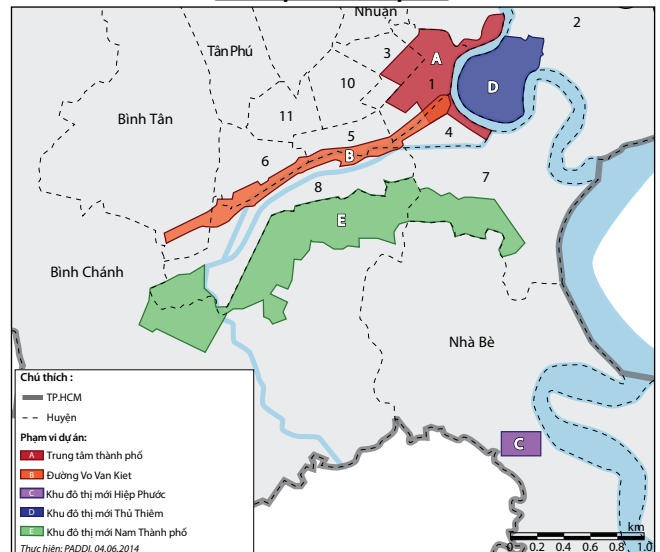 Nhuận
2
Tân Phú
3
A
10
1
D
11
Bình Tân
5
4
B
6
8
7
E
Bình Chánh
Nhà Bè
C
Chú thích :
TP.HCM
Huyện
Phạm vi dự án:
A Trung tâm thành phố
B Đường Vo Van Kiet
C Khu đô thị mới Hiệp Phước
D Khu đô thị mới Thủ Thiêm
E Khu đô thị mới Nam Thành phố
Thực hiện: PADDI, 04.06.2014
km
0 0.2 0.4 0.6 0.8 1.0